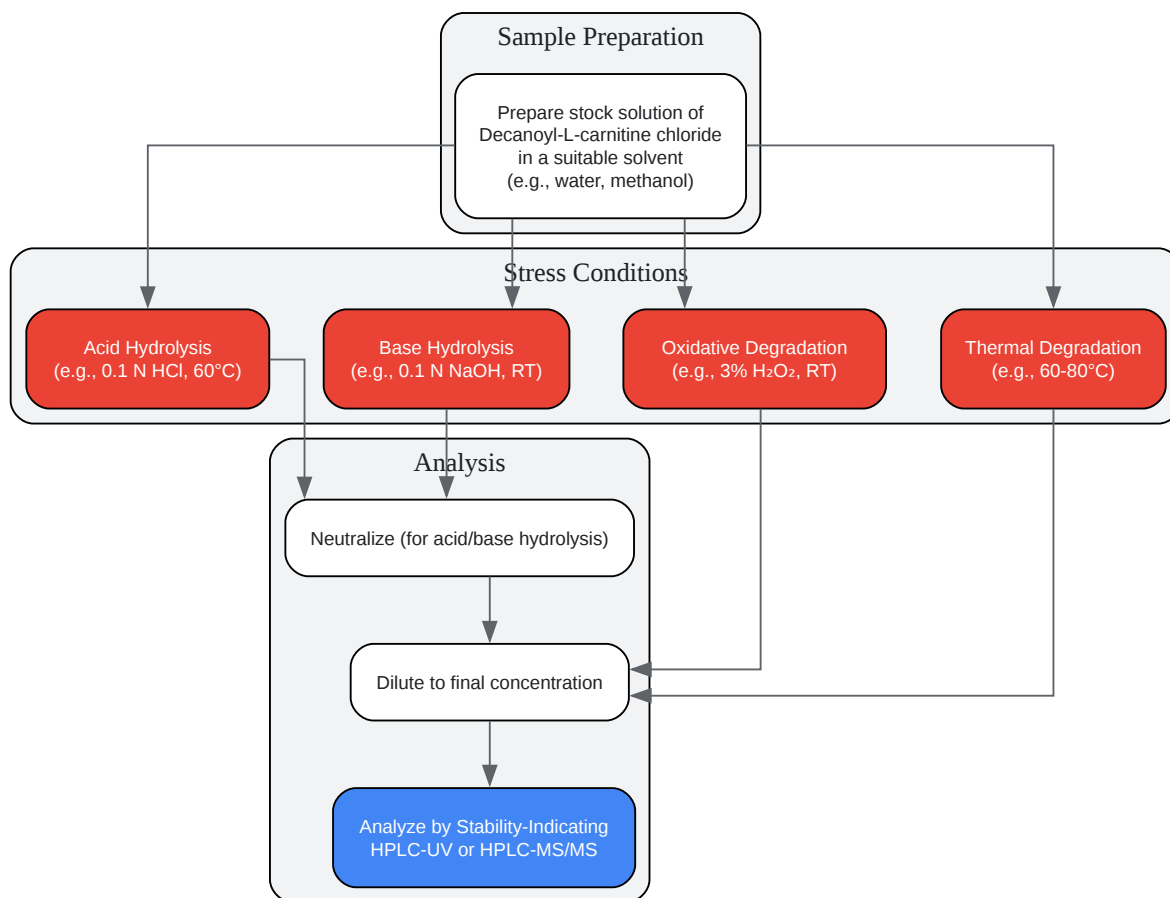 Sample Preparation
Prepare stock solution of
Decanoyl-L-carnitine chloride
in a suitable solvent
(e.g., water, methanol)
Stress Conditions
Acid Hydrolysis
(e.g., 0.1 N HCl, 60°C)
Base Hydrolysis
(e.g., 0.1 N NaOH, RT)
Oxidative Degradation
(e.g., 3% H₂O₂, RT)
Thermal Degradation
(e.g., 60-80°C)
Analysis
Neutralize (for acid/base hydrolysis)
Dilute to final concentration
Analyze by Stability-Indicating
HPLC-UV or HPLC-MS/MS